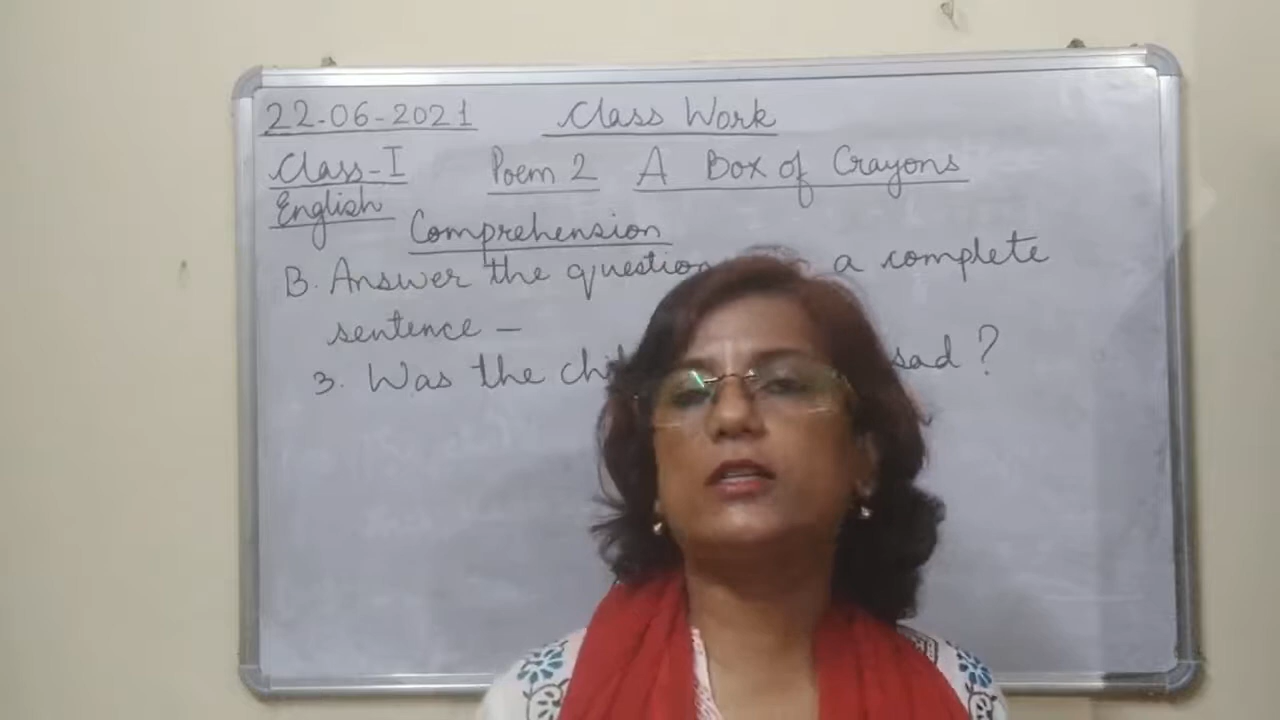 22-06-2021 Class Work
Class-I Poem 2 A Box of Crayons
English
Comprehension
B. Answer the question a complete
sentence –
3. Was the sad ?